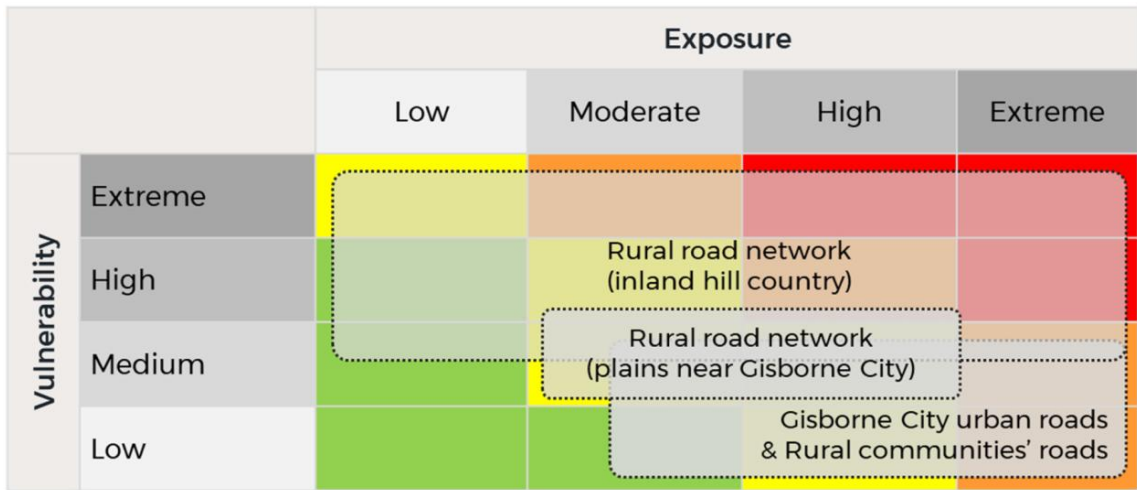 Exposure
Low
Moderate
High
Extreme
Vulnerability
Extreme
High
Medium
Low
Rural road network
(inland hill country)
Rural road network
(plains near Gisborne City)
Gisborne City urban roads
& Rural communities’ roads